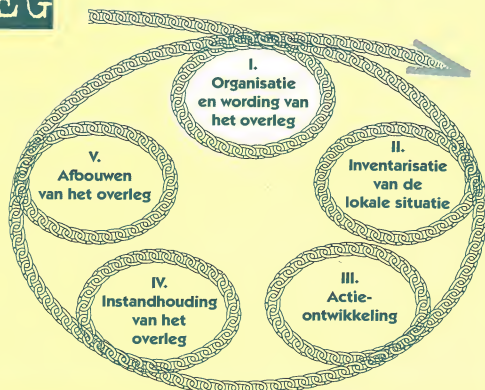 EG
I.
Organisatie
en wording van
het overleg
II.
Inventarisatie
van de
lokale situatie
III.
Actie-
ontwikkeling
IV.
Instandhouding
van het
overleg
V.
Afbouwen
van het overleg